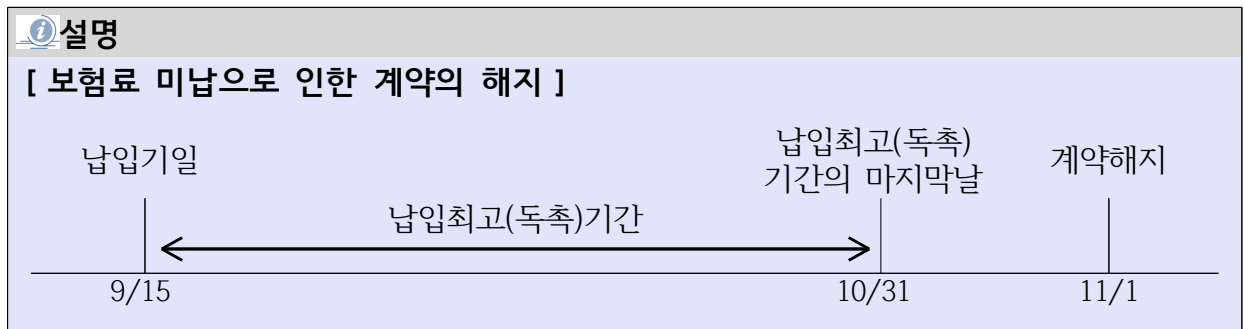 설명
[ 보험료 미납으로 인한 계약의 해지 ]
납입기일
납입최고(독촉)
기간의 마지막날
계약해지
납입최고(독촉)기간
9/15
10/31
11/1